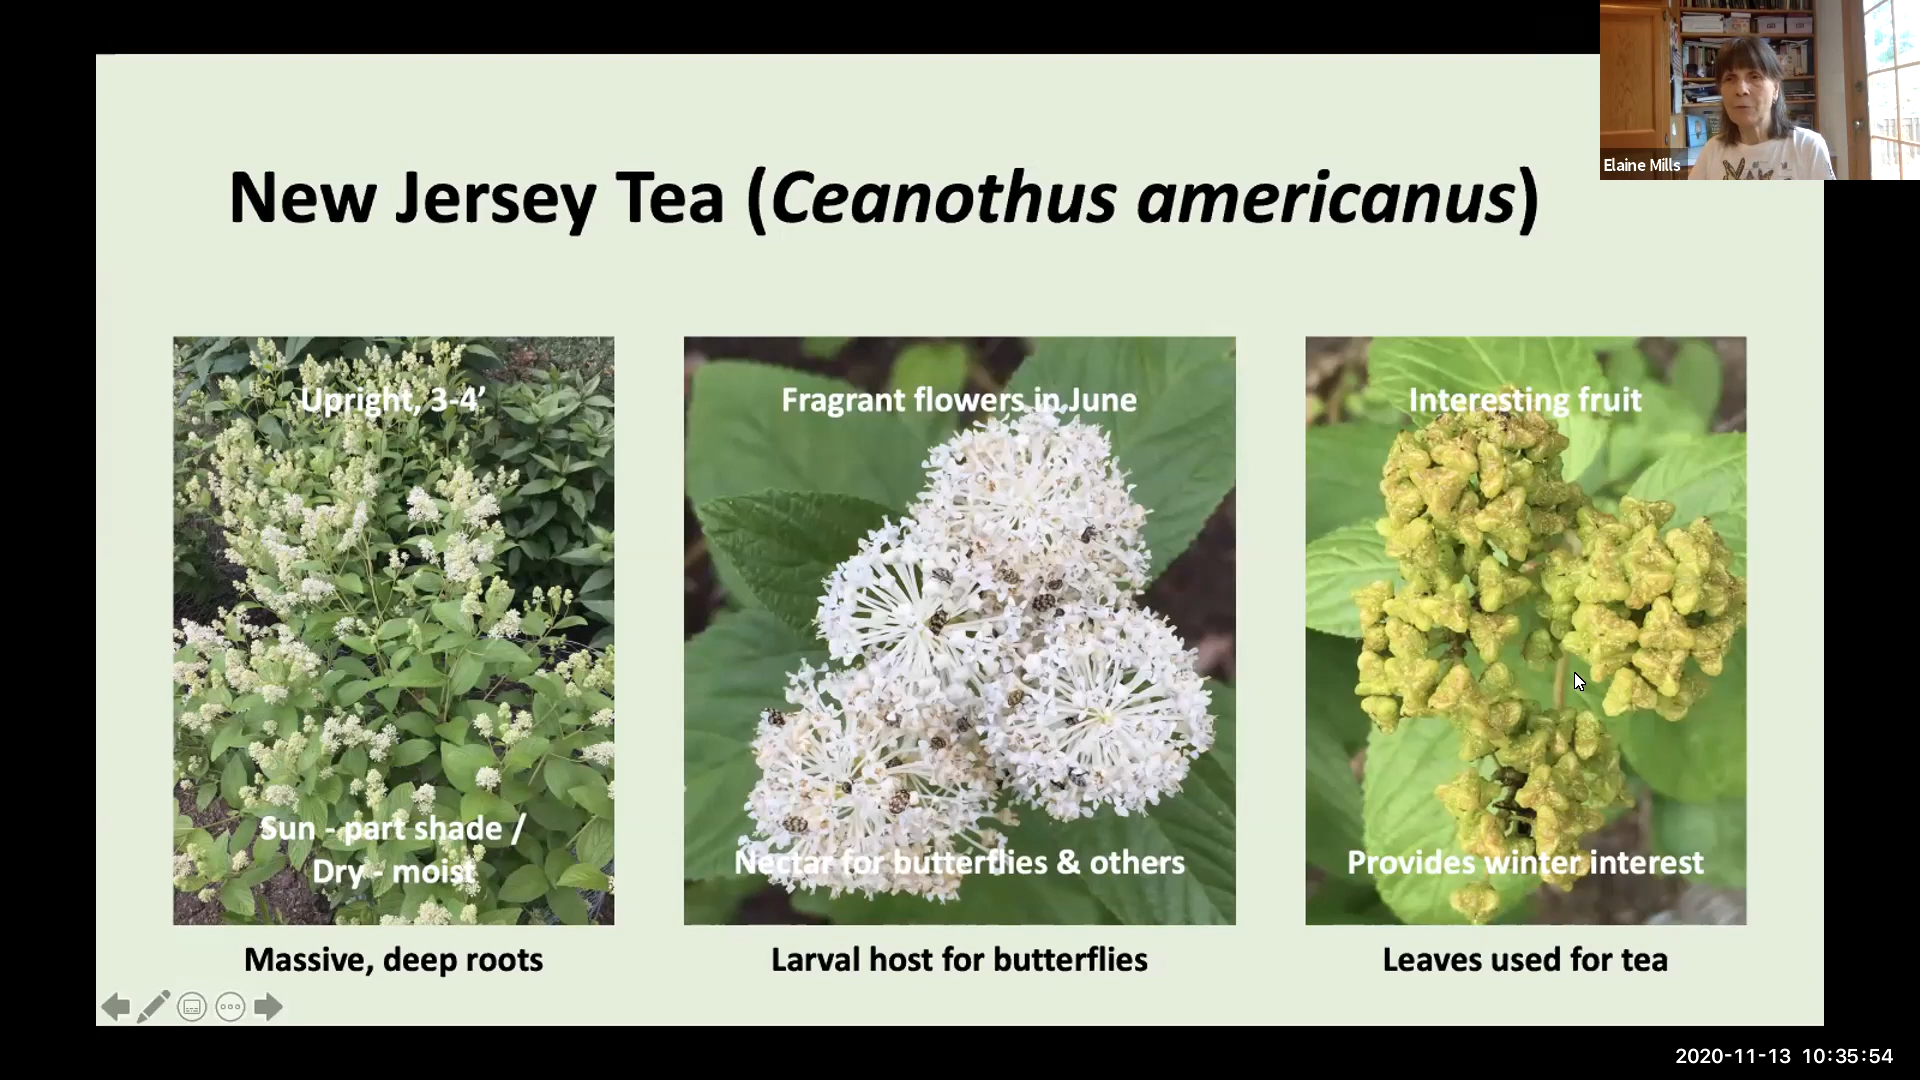 Elaine Mills
New Jersey Tea (Ceanothus americanus)
Upright, 3-4’
Sun - part shade /
Dry - moist
Massive, deep roots
Fragrant flowers in June
Nectar for butterflies & others
Larval host for butterflies
Interesting fruit
Provides winter interest
Leaves used for tea
2020-11-13 10:35:54